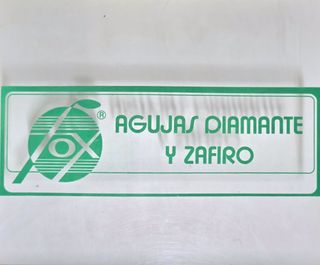 FOX®
AGUJAS DIAMANTE
Y ZAFIRO